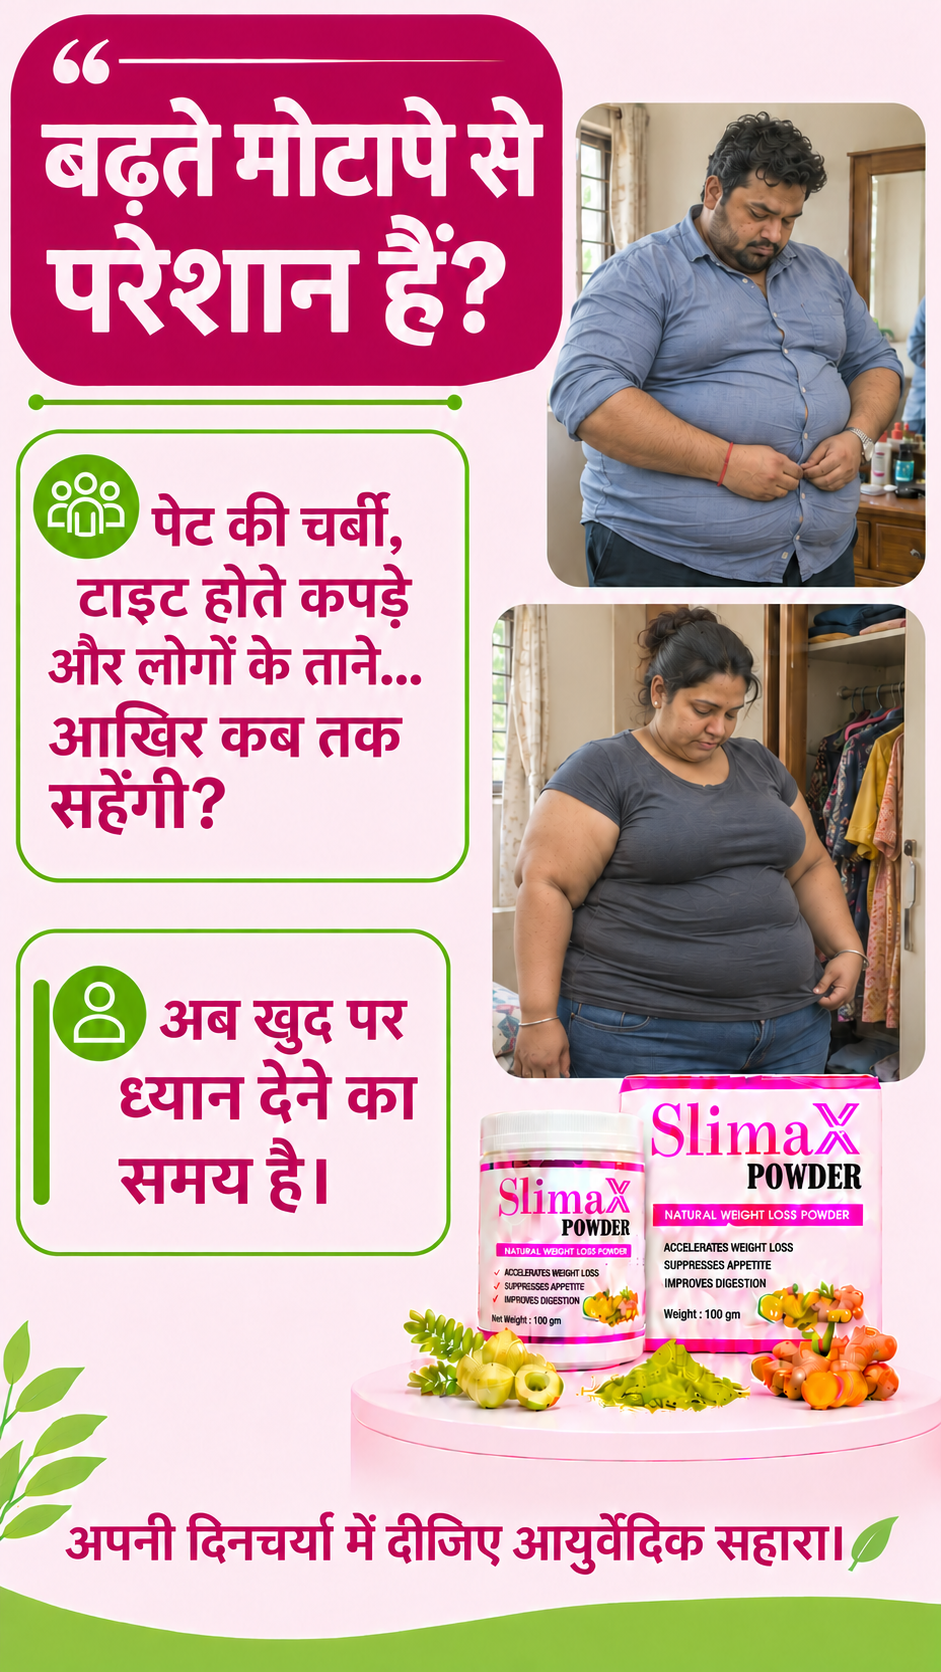 “
बढ़ते मोटापे से
परेशान हैं?
पेट की चर्बी,
टाइट होते कपड़े
और लोगों के ताने...
आखिर कब तक
सहेंगी?
अब खुद पर
ध्यान देने का
समय है।
SlimaX
POWDER
NATURAL WEIGHT LOSS POWDER
ACCELERATES WEIGHT LOSS
SUPPRESSES APPETITE
IMPROVES DIGESTION
Net Weight : 100 gm
SlimaX
POWDER
NATURAL WEIGHT LOSS POWDER
ACCELERATES WEIGHT LOSS
SUPPRESSES APPETITE
IMPROVES DIGESTION
Weight : 100 gm
अपनी दिनचर्या में दीजिए आयुर्वेदिक सहारा।